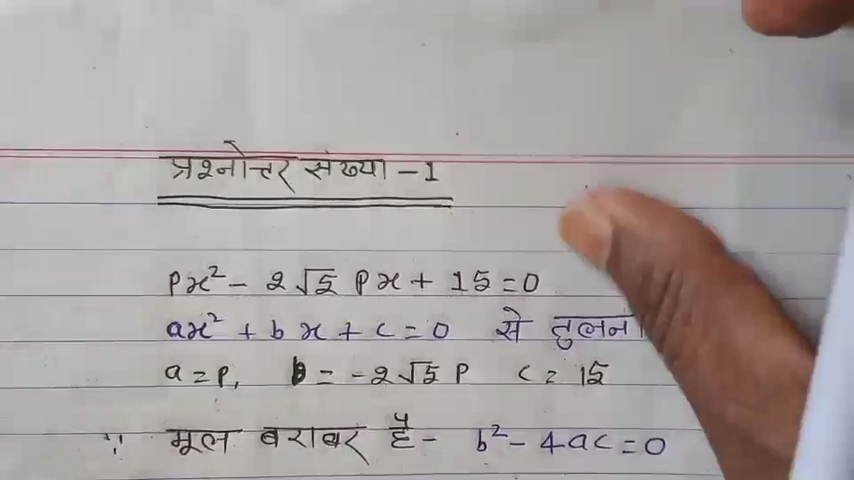 प्रश्नोत्तर संख्या - 1
px² - 2√5 px + 15 = 0
ax² + bx + c = 0 से तुलना
a = p, b = -2√5 p c = 15
∵ मूल बराबर हैं - b² - 4ac = 0